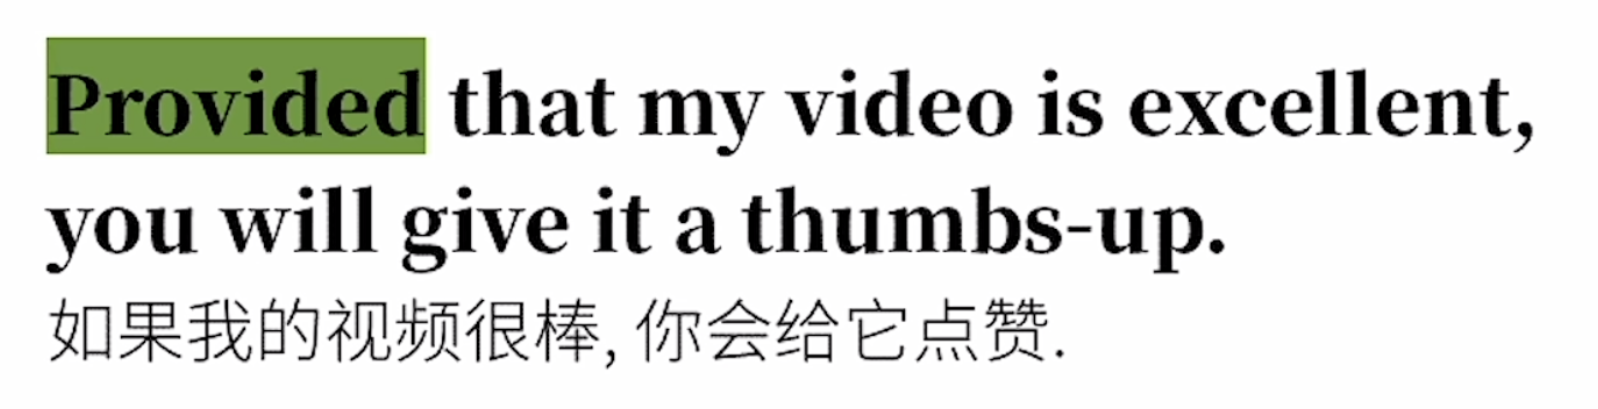 Provided that my video is excellent,
you will give it a thumbs-up.
如果我的视频很棒, 你会给它点赞.